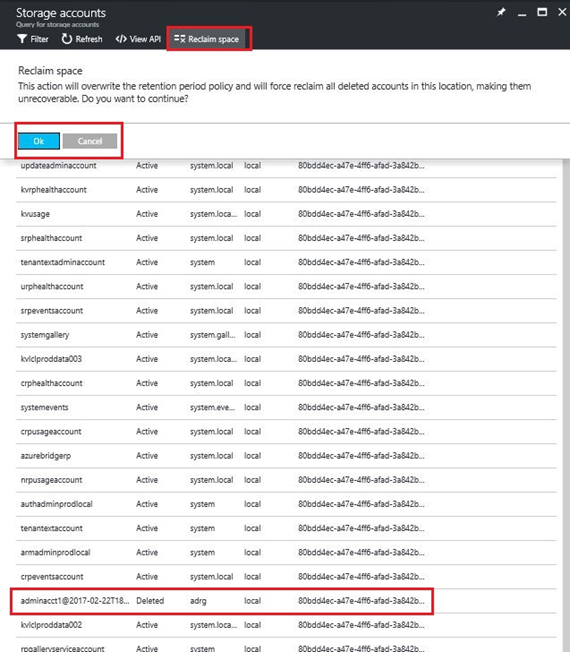 Storage accounts
Query for storage accounts
Filter Refresh </> View API Reclaim space
Reclaim space
This action will overwrite the retention period policy and will force reclaim all deleted accounts in this location, making them
unrecoverable. Do you want to continue?
Ok Cancel
updateadminaccount Active system.local local 80bdd4ec-a47e-4ff6-afad-3a842b...
kvrphealthaccount Active system.local local 80bdd4ec-a47e-4ff6-afad-3a842b...
kvusage Active system.loca... local 80bdd4ec-a47e-4ff6-afad-3a842b...
srphealthaccount Active system.local local 80bdd4ec-a47e-4ff6-afad-3a842b...
tenantextadminaccount Active system local 80bdd4ec-a47e-4ff6-afad-3a842b...
urphealthaccount Active system.local local 80bdd4ec-a47e-4ff6-afad-3a842b...
srpeventsaccount Active system.local local 80bdd4ec-a47e-4ff6-afad-3a842b...
systemgallery Active system.gall... local 80bdd4ec-a47e-4ff6-afad-3a842b...
kvlclproddata003 Active system.loca... local 80bdd4ec-a47e-4ff6-afad-3a842b...
crphealthaccount Active system.local local 80bdd4ec-a47e-4ff6-afad-3a842b...
systemevents Active system.eve... local 80bdd4ec-a47e-4ff6-afad-3a842b...
crpusageaccount Active system.local local 80bdd4ec-a47e-4ff6-afad-3a842b...
azurebridgerp Active system.local local 80bdd4ec-a47e-4ff6-afad-3a842b...
nrpusageaccount Active system.local local 80bdd4ec-a47e-4ff6-afad-3a842b...
authadminprodlocal Active system local 80bdd4ec-a47e-4ff6-afad-3a842b...
tenantextaccount Active system local 80bdd4ec-a47e-4ff6-afad-3a842b...
armadminprodlocal Active system local 80bdd4ec-a47e-4ff6-afad-3a842b...
crpeventsaccount Active system.local local 80bdd4ec-a47e-4ff6-afad-3a842b...
adminacct1@2017-02-22T18... Deleted adrg local 80bdd4ec-a47e-4ff6-afad-3a842b...
kvlclproddata002 Active system.loca... local 80bdd4ec-a47e-4ff6-afad-3a842b...
rpgalleryserviceaccount Active system local 80bdd4ec-a47e-4ff6-afad-3a842b...